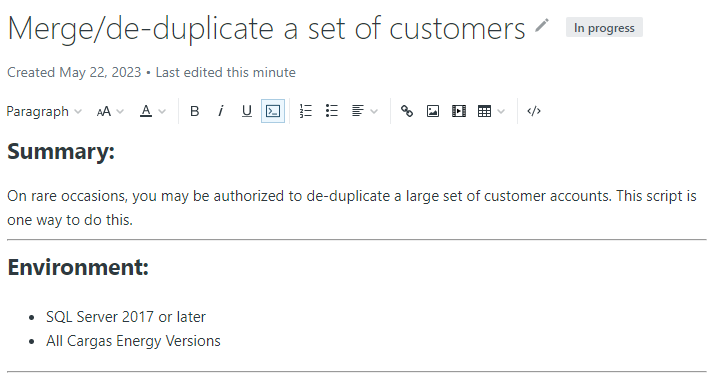 Merge/de-duplicate a set of customers In progress
Created May 22, 2023 • Last edited this minute
Paragraph AA A B i U </>
Summary:
On rare occasions, you may be authorized to de-duplicate a large set of customer accounts. This script is
one way to do this.
Environment:
• SQL Server 2017 or later
• All Cargas Energy Versions